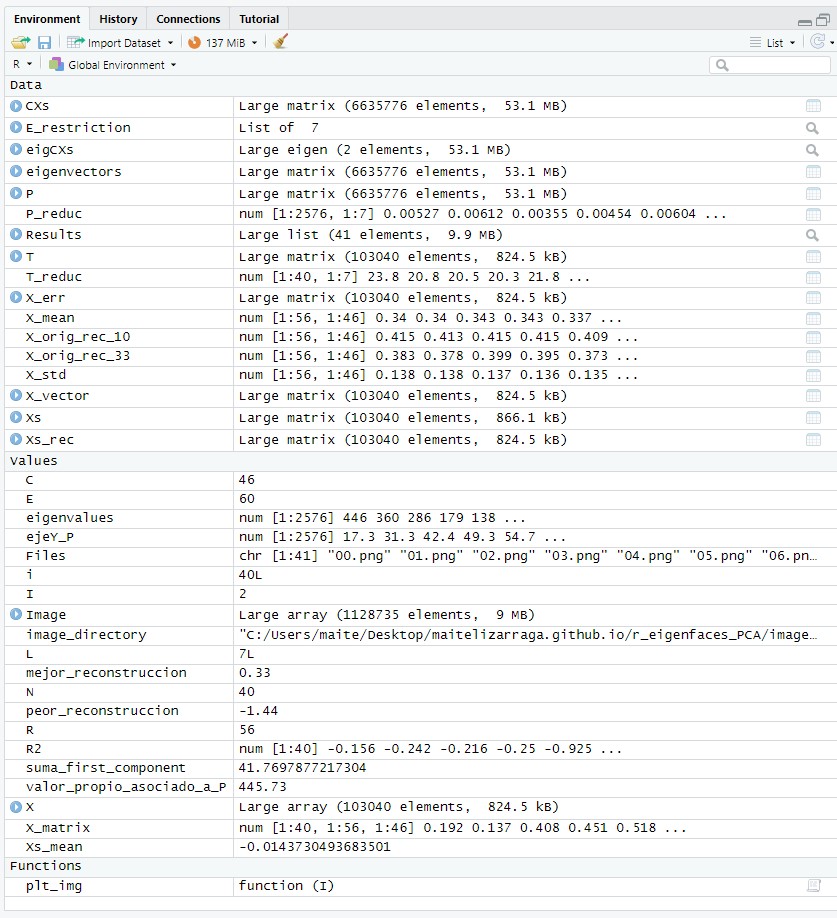 Environment History Connections Tutorial
Import Dataset 137 MiB List
R Global Environment
Data
CXs Large matrix (6635776 elements, 53.1 MB)
E_restriction List of 7
eigCXs Large eigen (2 elements, 53.1 MB)
eigenvectors Large matrix (6635776 elements, 53.1 MB)
P Large matrix (6635776 elements, 53.1 MB)
P_reduc num [1:2576, 1:7] 0.00527 0.00612 0.00355 0.00454 0.00604 ...
Results Large list (41 elements, 9.9 MB)
T Large matrix (103040 elements, 824.5 kB)
T_reduc num [1:40, 1:7] 23.8 20.8 20.5 20.3 21.8 ...
X_err Large matrix (103040 elements, 824.5 kB)
X_mean num [1:56, 1:46] 0.34 0.34 0.343 0.343 0.337 ...
X_orig_rec_10 num [1:56, 1:46] 0.415 0.413 0.415 0.415 0.409 ...
X_orig_rec_33 num [1:56, 1:46] 0.383 0.378 0.399 0.395 0.373 ...
X_std num [1:56, 1:46] 0.138 0.138 0.137 0.136 0.135 ...
X_vector Large matrix (103040 elements, 824.5 kB)
Xs Large matrix (103040 elements, 866.1 kB)
Xs_rec Large matrix (103040 elements, 824.5 kB)
Values
C 46
E 60
eigenvalues num [1:2576] 446 360 286 179 138 ...
ejeY_P num [1:2576] 17.3 31.3 42.4 49.3 54.7 ...
Files chr [1:41] "00.png" "01.png" "02.png" "03.png" "04.png" "05.png" "06.pn…
i 40L
I 2
Image Large array (1128735 elements, 9 MB)
image_directory "C:/Users/maite/Desktop/maitelizarraga.github.io/r_eigenfaces_PCA/image…
L 7L
mejor_reconstruccion 0.33
N 40
peor_reconstruccion -1.44
R 56
R2 num [1:40] -0.156 -0.242 -0.216 -0.25 -0.925 ...
suma_first_component 41.7697877217304
valor_propio_asociado_a_P 445.73
X Large array (103040 elements, 824.5 kB)
X_matrix num [1:40, 1:56, 1:46] 0.192 0.137 0.408 0.451 0.518 ...
Xs_mean -0.0143730493683501
Functions
plt_img function (I)